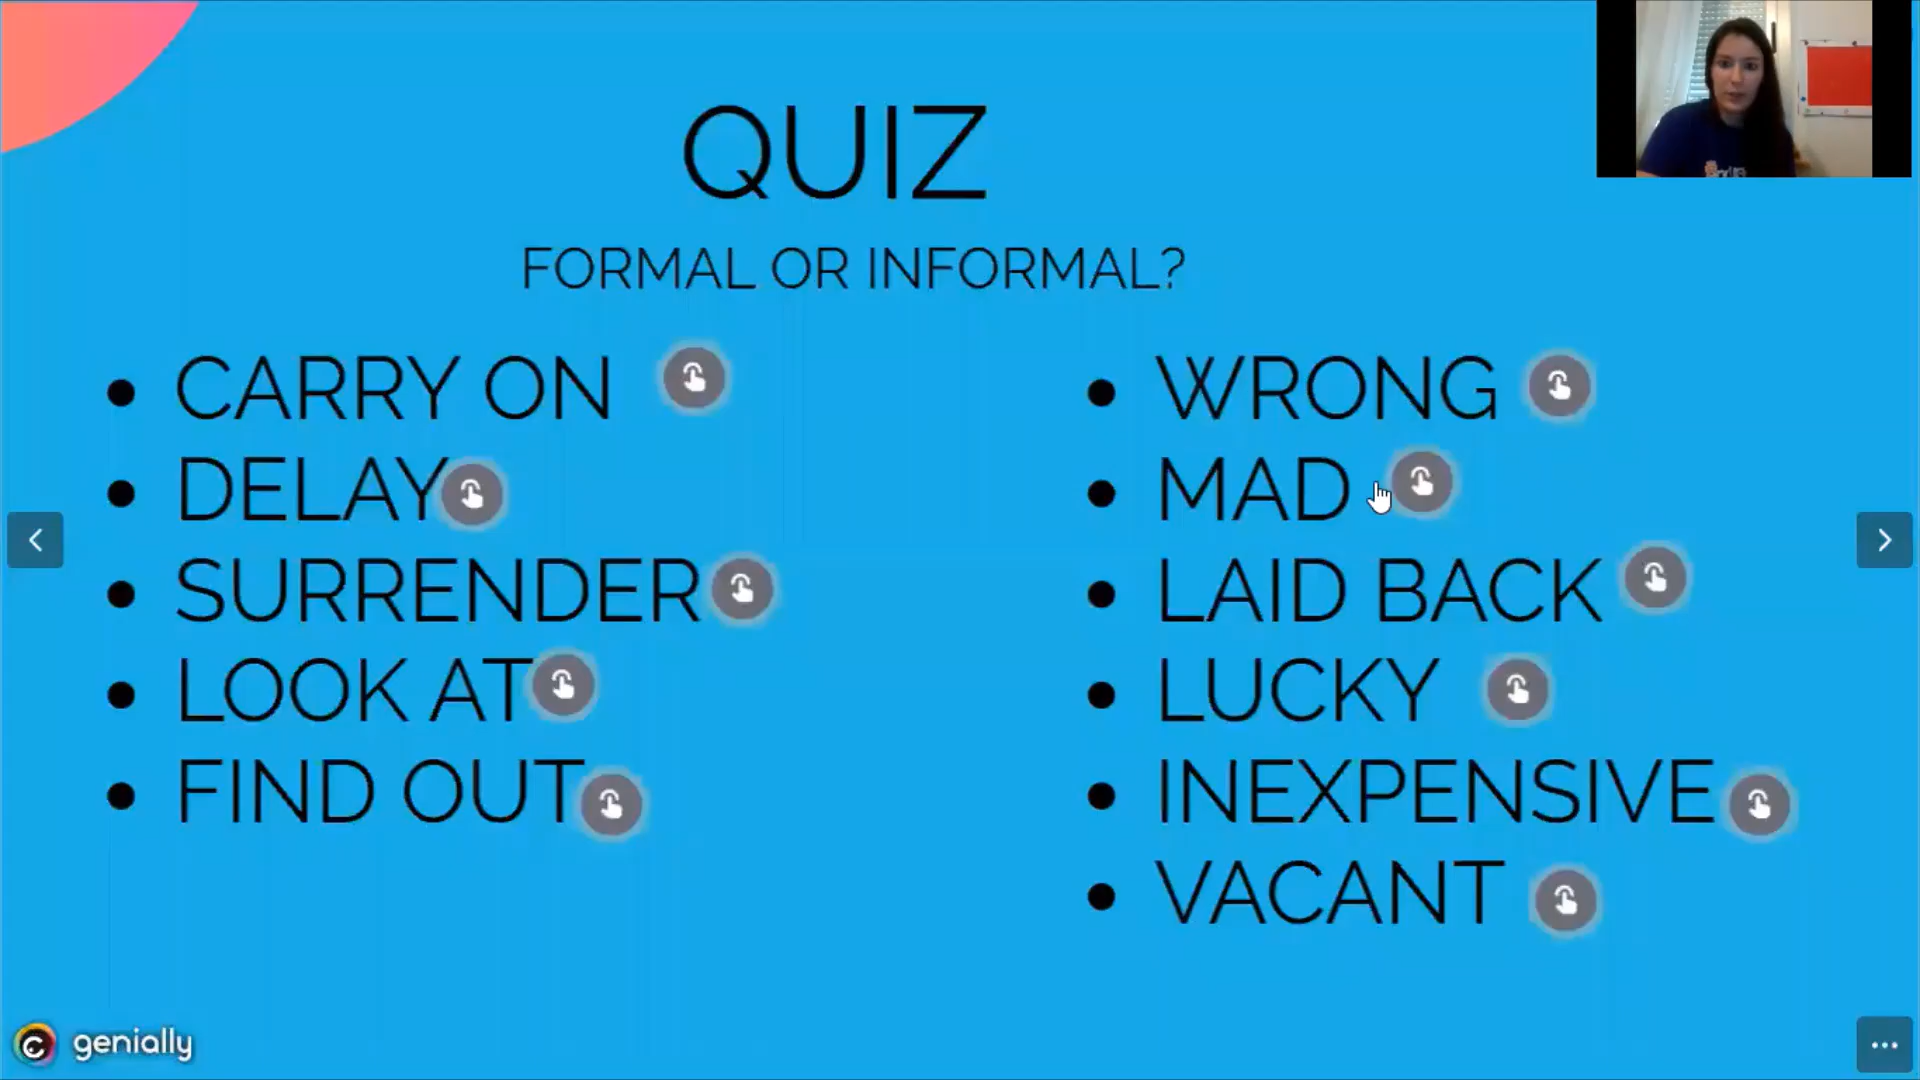 QUIZ
FORMAL OR INFORMAL?
CARRY ON
DELAY
SURRENDER
LOOK AT
FIND OUT
WRONG
MAD
LAID BACK
LUCKY
INEXPENSIVE
VACANT
genially